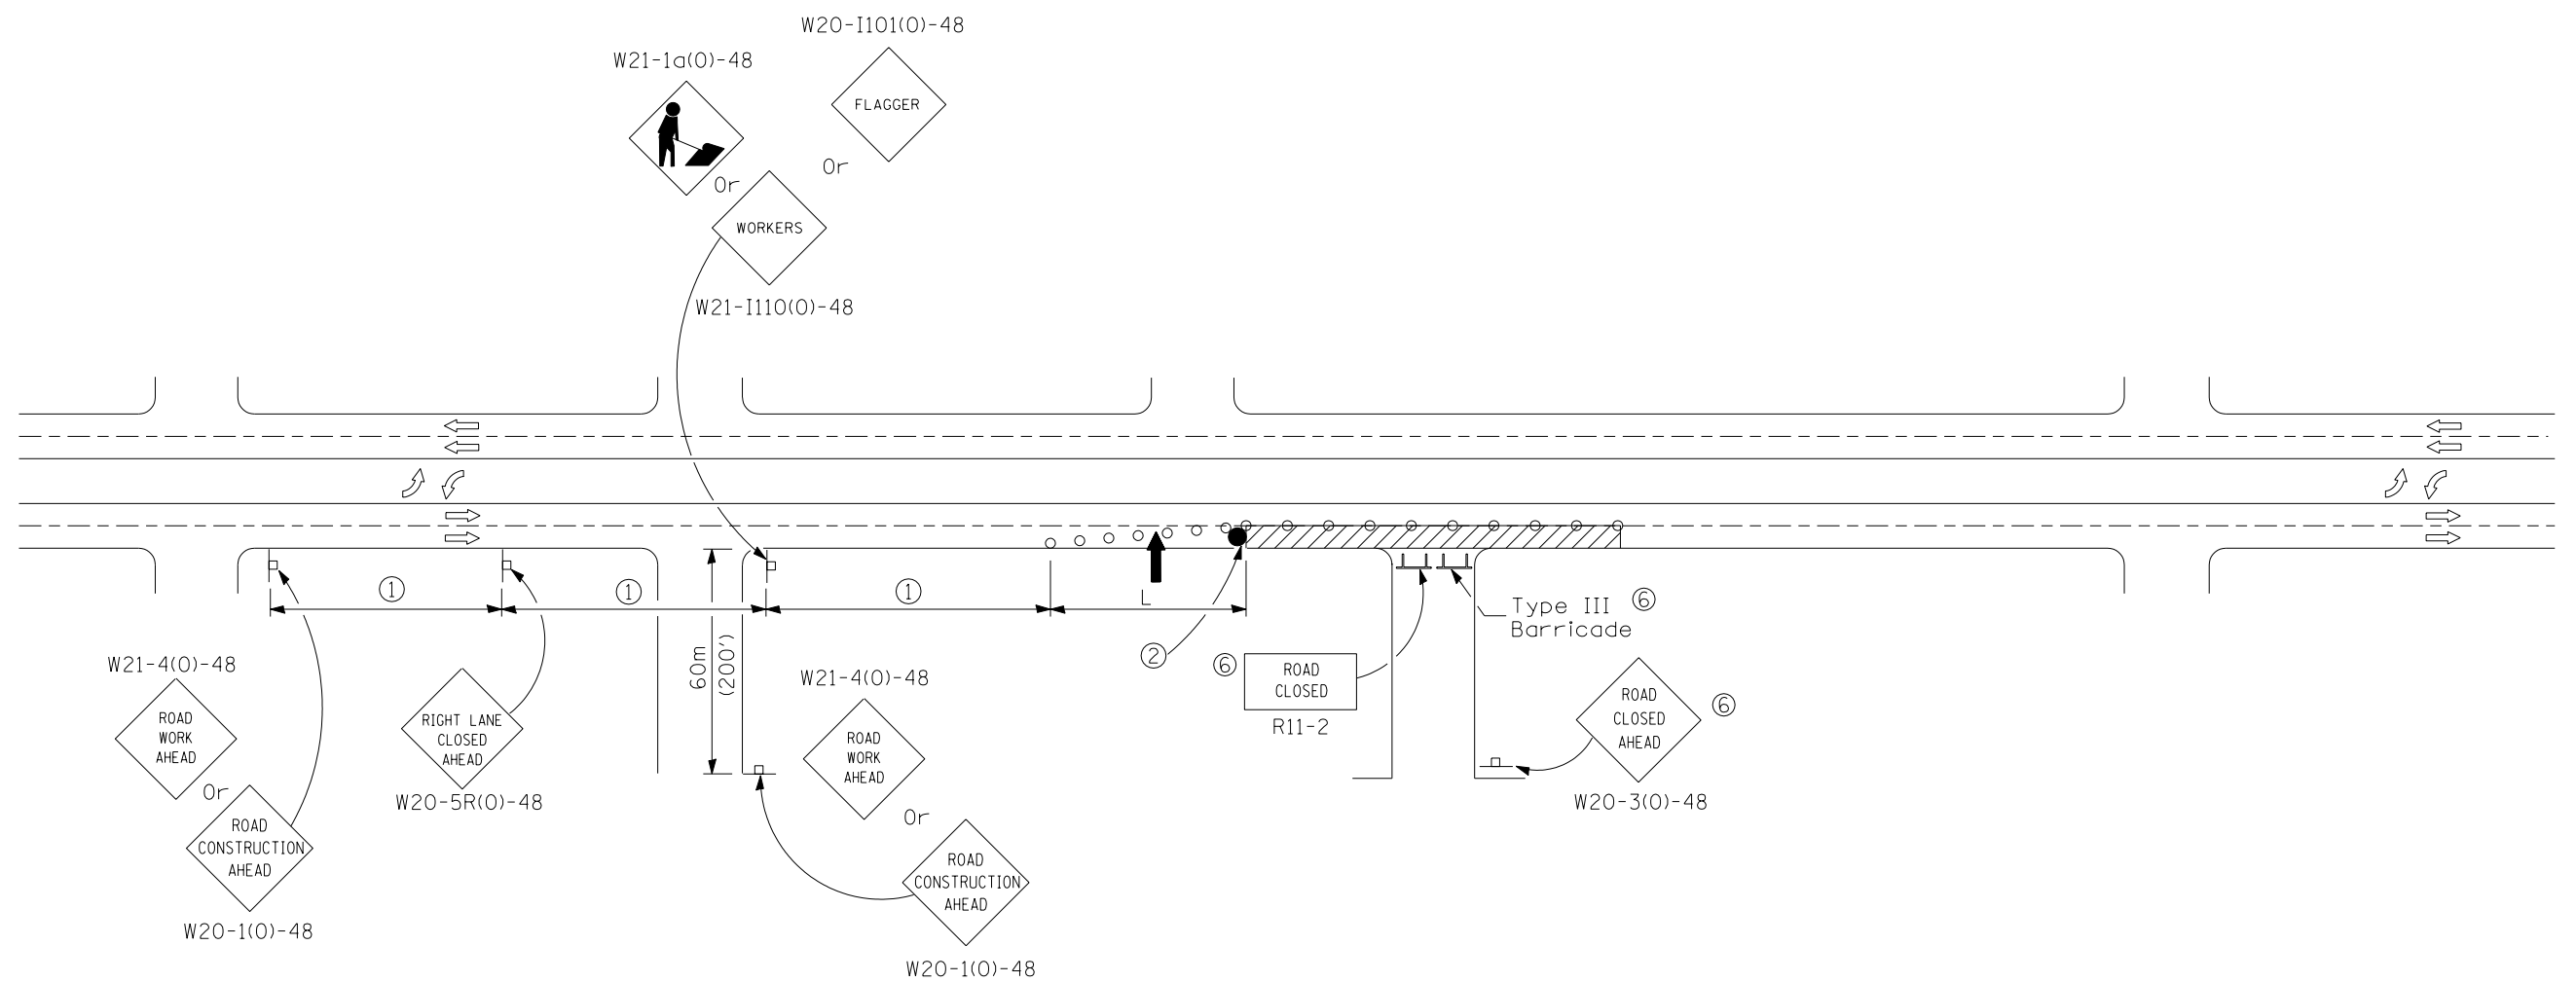 W20-I101(O)-48
W21-1a(O)-48
FLAGGER
Or
Or
WORKERS
W21-I110(O)-48
1
1
1
L
Type III 6
Barricade
60m
(200')
2
6
ROAD
CLOSED
R11-2
W21-4(O)-48
ROAD
WORK
AHEAD
Or
ROAD
CONSTRUCTION
AHEAD
W20-1(O)-48
RIGHT LANE
CLOSED
AHEAD
W20-5R(O)-48
W21-4(O)-48
ROAD
WORK
AHEAD
Or
ROAD
CONSTRUCTION
AHEAD
W20-1(O)-48
ROAD
CLOSED
AHEAD
6
W20-3(O)-48